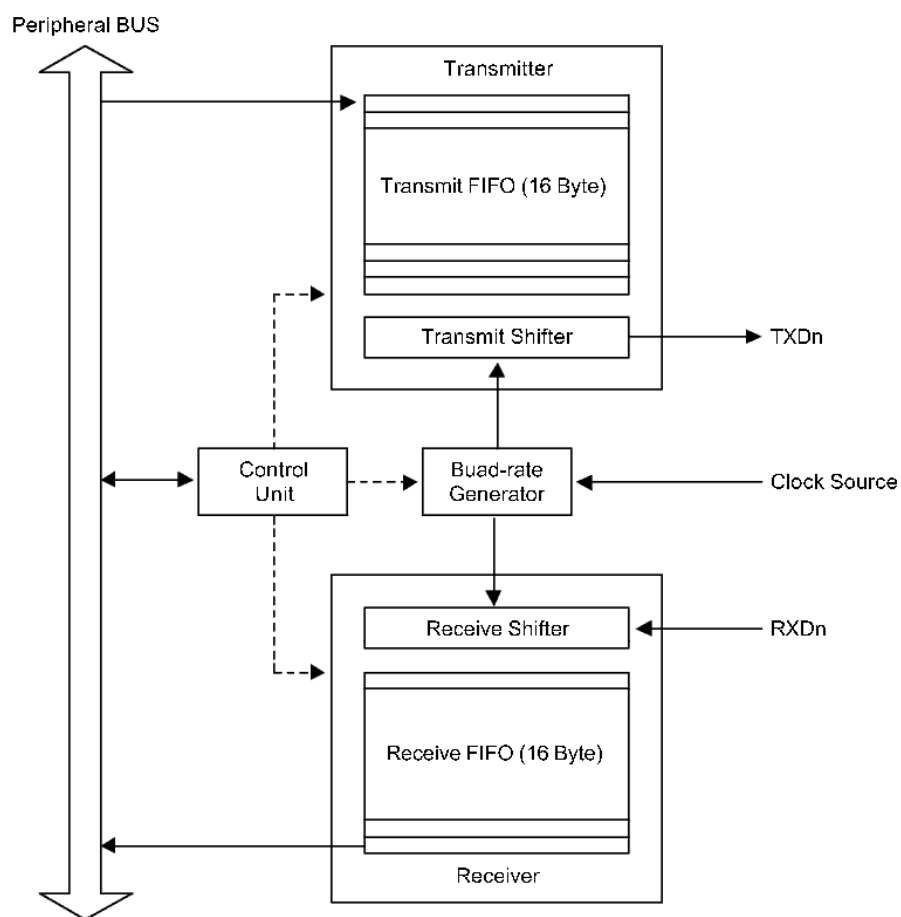 Peripheral BUS
Transmitter
Transmit FIFO (16 Byte)
Transmit Shifter
TXDn
Control
Unit
Buad-rate
Generator
Clock Source
Receive Shifter
RXDn
Receive FIFO (16 Byte)
Receiver